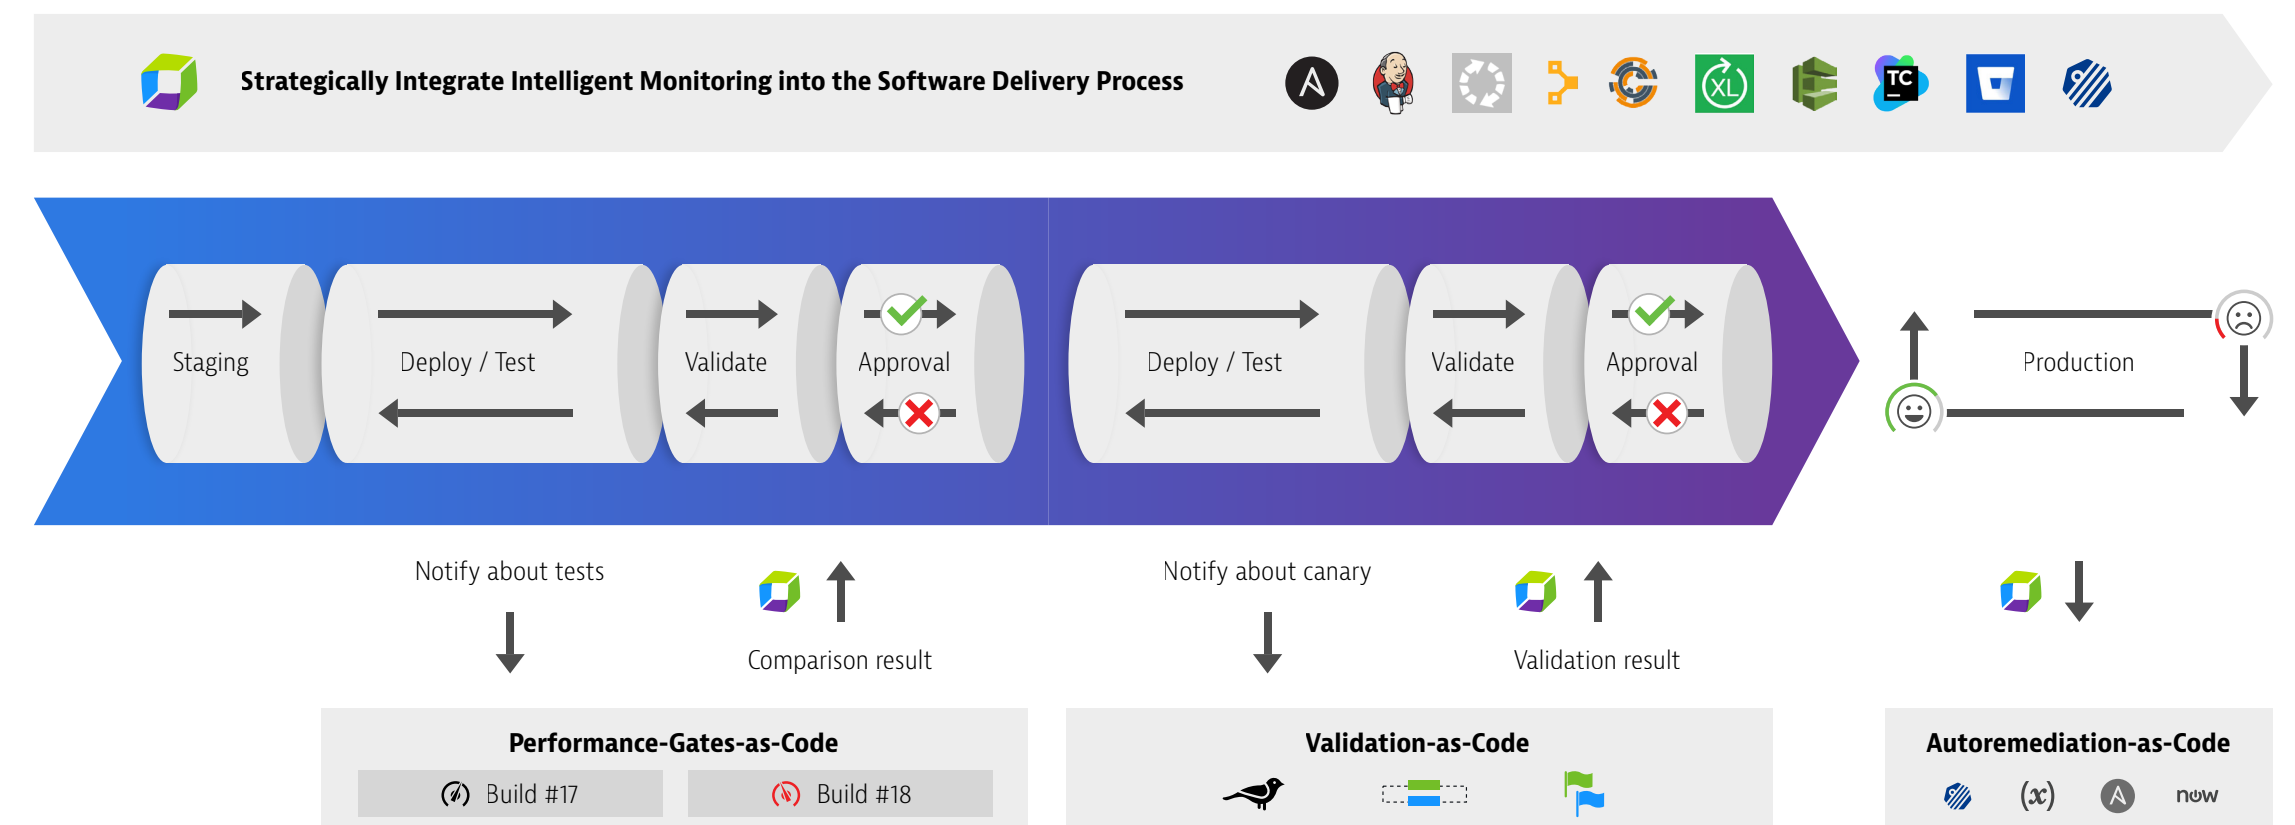 Strategically Integrate Intelligent Monitoring into the Software Delivery Process
XL
TC
Staging
Deploy / Test
Validate
Approval
Deploy / Test
Validate
Approval
Production
Notify about tests
Comparison result
Notify about canary
Validation result
Performance-Gates-as-Code
Build #17
Build #18
Validation-as-Code
Autoremediation-as-Code
(x)
now